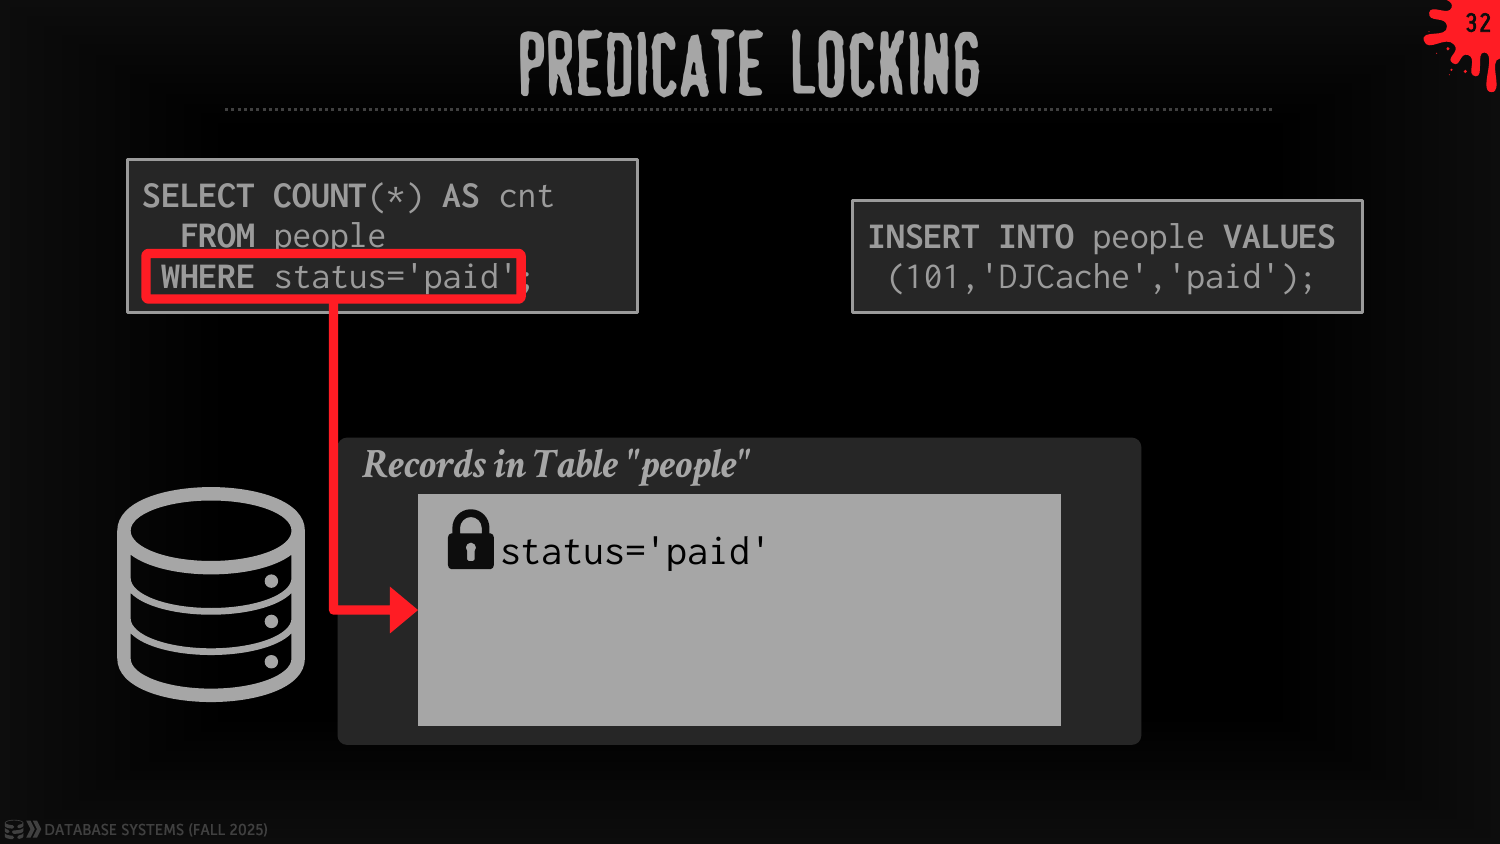 PREDICATE LOCKING
32
SELECT COUNT(*) AS cnt
FROM people
WHERE status='paid';
INSERT INTO people VALUES
(101,'DJCache','paid');
Records in Table "people"
status='paid'
DATABASE SYSTEMS (FALL 2025)